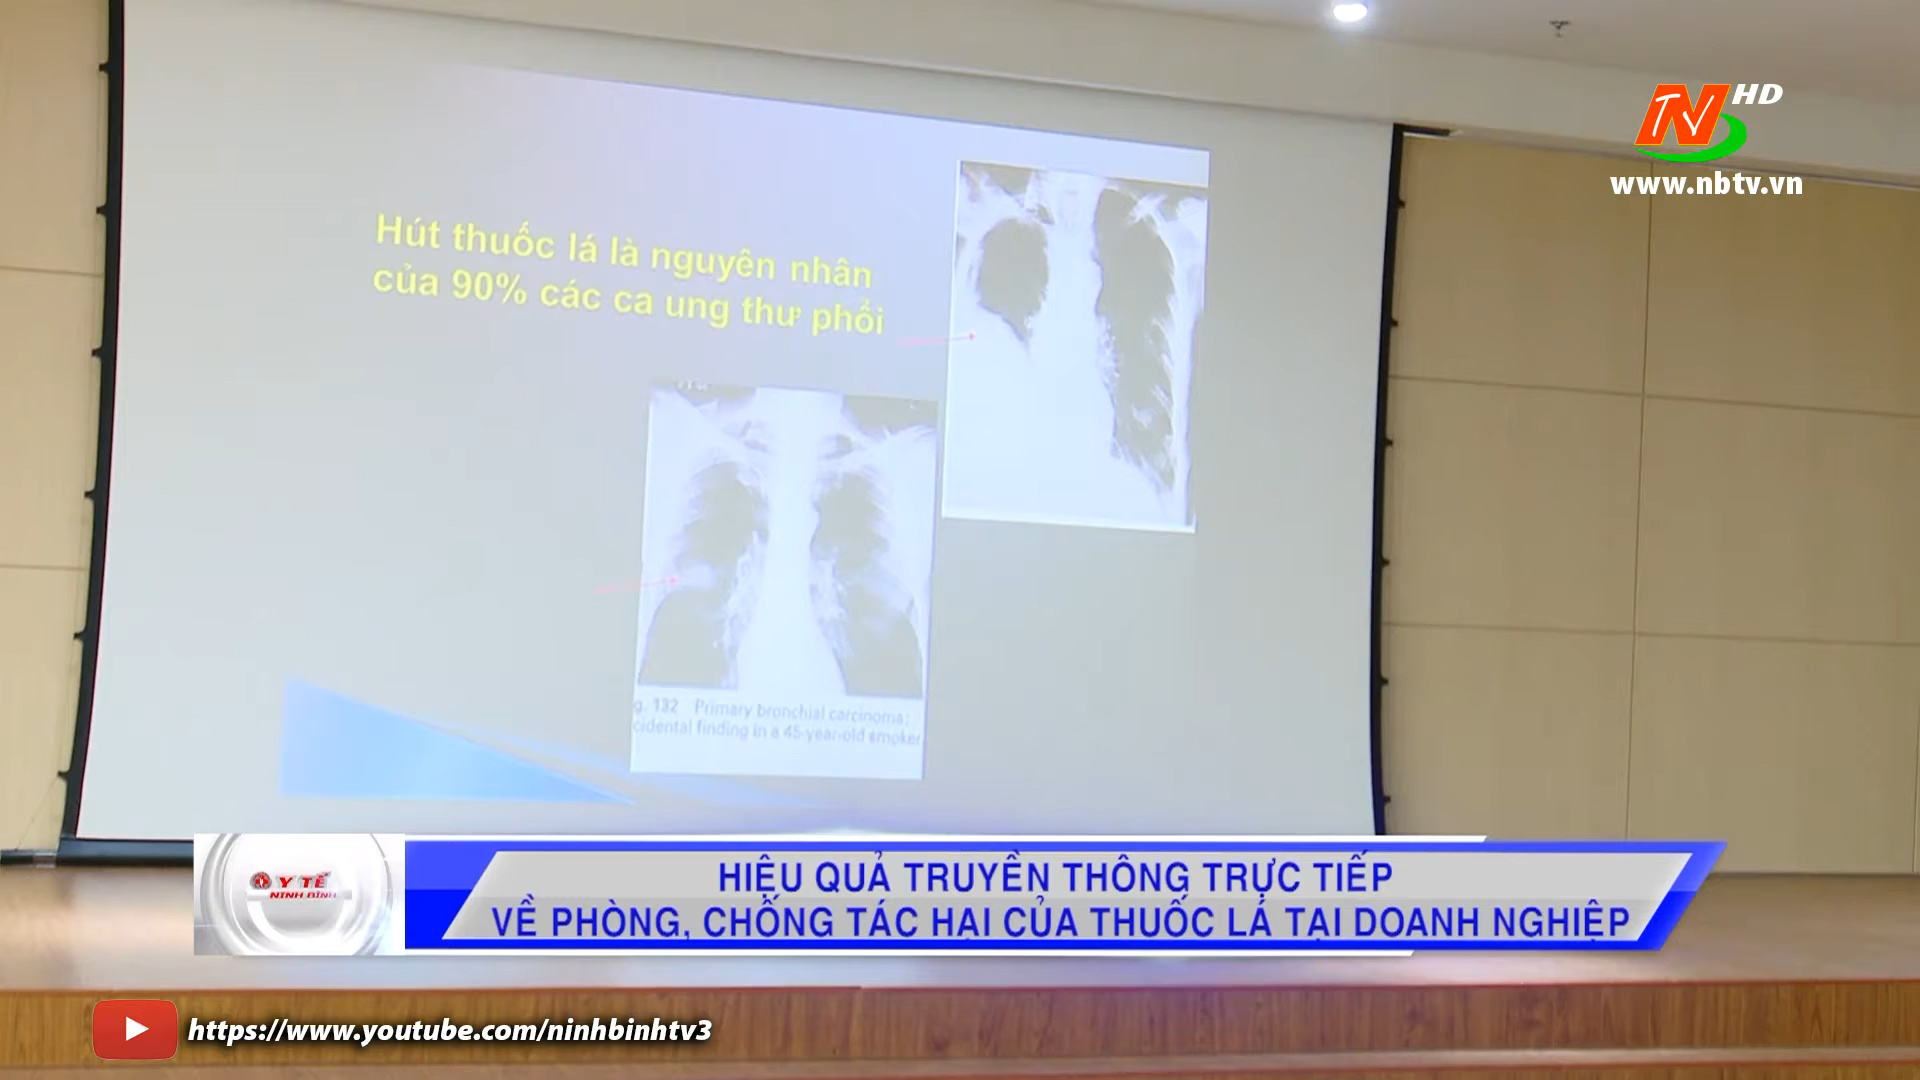 HD
www.nbtv.vn
Hút thuốc lá là nguyên nhân
của 90% các ca ung thư phổi
g. 132 Primary bronchial carcinoma:
cidental finding in a 45-year-old smoker
Y TẾ
NINH BÌNH
HIỆU QUẢ TRUYỀN THÔNG TRỰC TIẾP
VỀ PHÒNG, CHỐNG TÁC HẠI CỦA THUỐC LÁ TẠI DOANH NGHIỆP
https://www.youtube.com/ninhbinhtv3